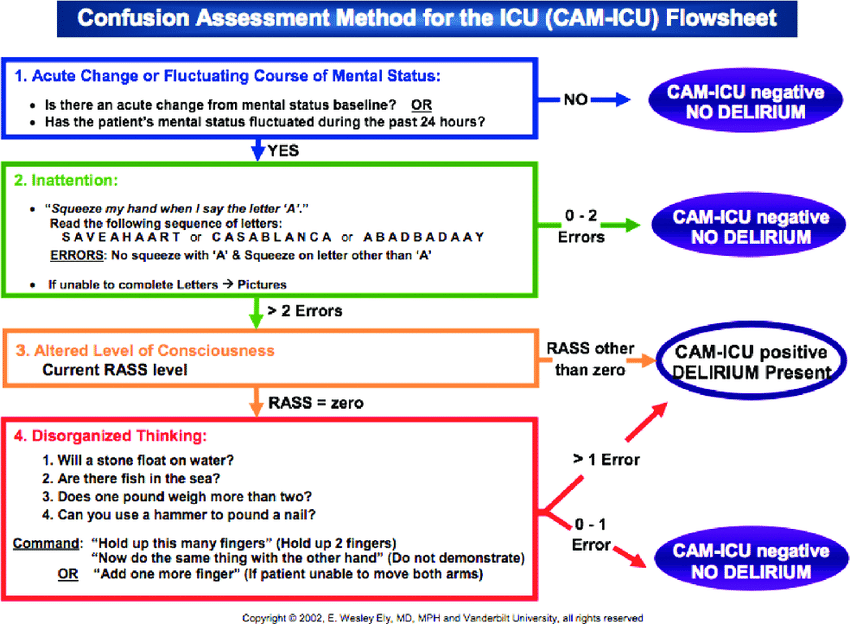 Confusion Assessment Method for the ICU (CAM-ICU) Flowsheet
1. Acute Change or Fluctuating Course of Mental Status:
• Is there an acute change from mental status baseline? OR
• Has the patient's mental status fluctuated during the past 24 hours?
NO
CAM-ICU negative
NO DELIRIUM
YES
2. Inattention:
• "Squeeze my hand when I say the letter 'A'."
Read the following sequence of letters:
S A V E A H A A R T or C A S A B L A N C A or A B A D B A D A A Y
ERRORS: No squeeze with 'A' & Squeeze on letter other than 'A'
• If unable to complete Letters → Pictures
0 - 2
Errors
CAM-ICU negative
NO DELIRIUM
> 2 Errors
3. Altered Level of Consciousness
Current RASS level
RASS other
than zero
CAM-ICU positive
DELIRIUM Present
RASS = zero
4. Disorganized Thinking:
1. Will a stone float on water?
2. Are there fish in the sea?
3. Does one pound weigh more than two?
4. Can you use a hammer to pound a nail?
Command: "Hold up this many fingers" (Hold up 2 fingers)
"Now do the same thing with the other hand" (Do not demonstrate)
OR "Add one more finger" (If patient unable to move both arms)
> 1 Error
0 - 1
Error
CAM-ICU negative
NO DELIRIUM
Copyright © 2002, E. Wesley Ely, MD, MPH and Vanderbilt University, all rights reserved